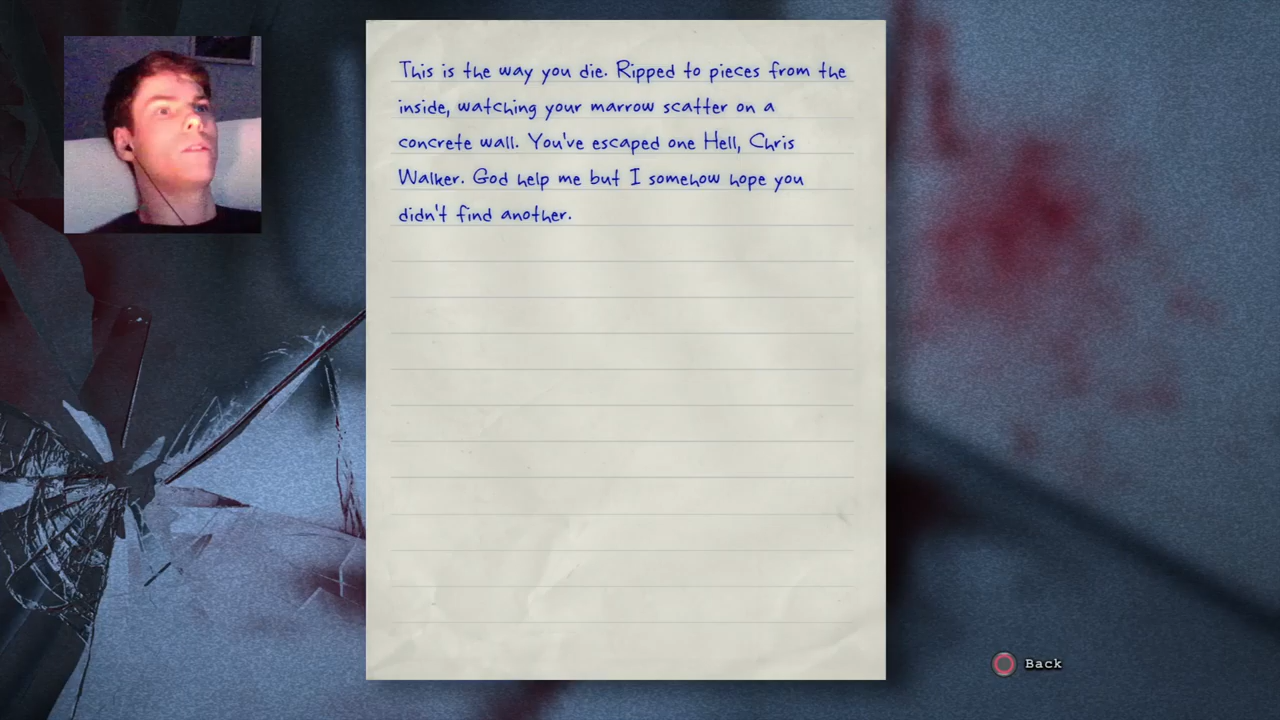 This is the way you die. Ripped to pieces from the
inside, watching your marrow scatter on a
concrete wall. You've escaped one Hell, Chris
Walker. God help me but I somehow hope you
didn't find another.
Back